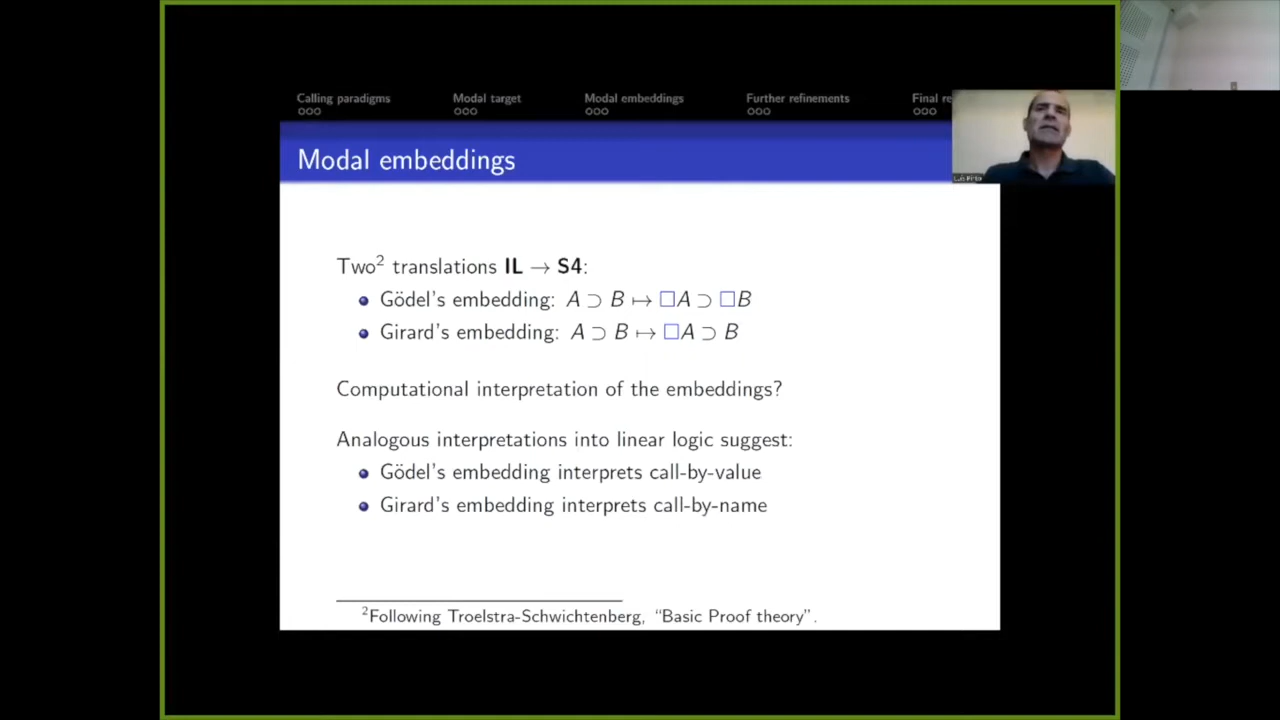 Calling paradigms Modal target Modal embeddings Further refinements Final re
Modal embeddings
Two² translations IL → S4:
Gödel's embedding: A ⊃ B ↦ □A ⊃ □B
Girard's embedding: A ⊃ B ↦ □A ⊃ B
Computational interpretation of the embeddings?
Analogous interpretations into linear logic suggest:
Gödel's embedding interprets call-by-value
Girard's embedding interprets call-by-name
²Following Troelstra-Schwichtenberg, “Basic Proof theory”.